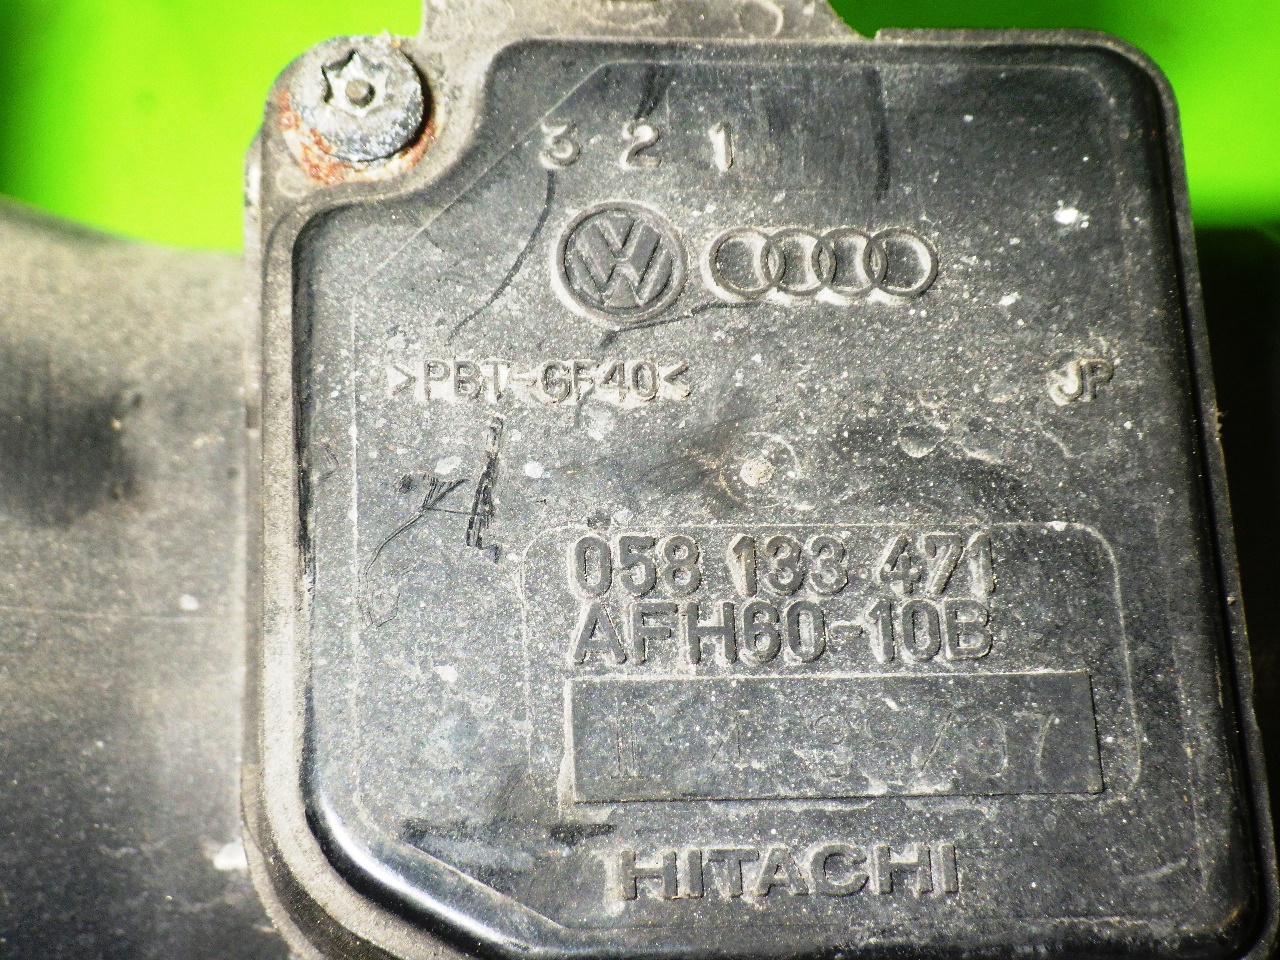 3 2 1
>PBT-GF40<
JP
058 133 471
AFH60-10B
HITACHI